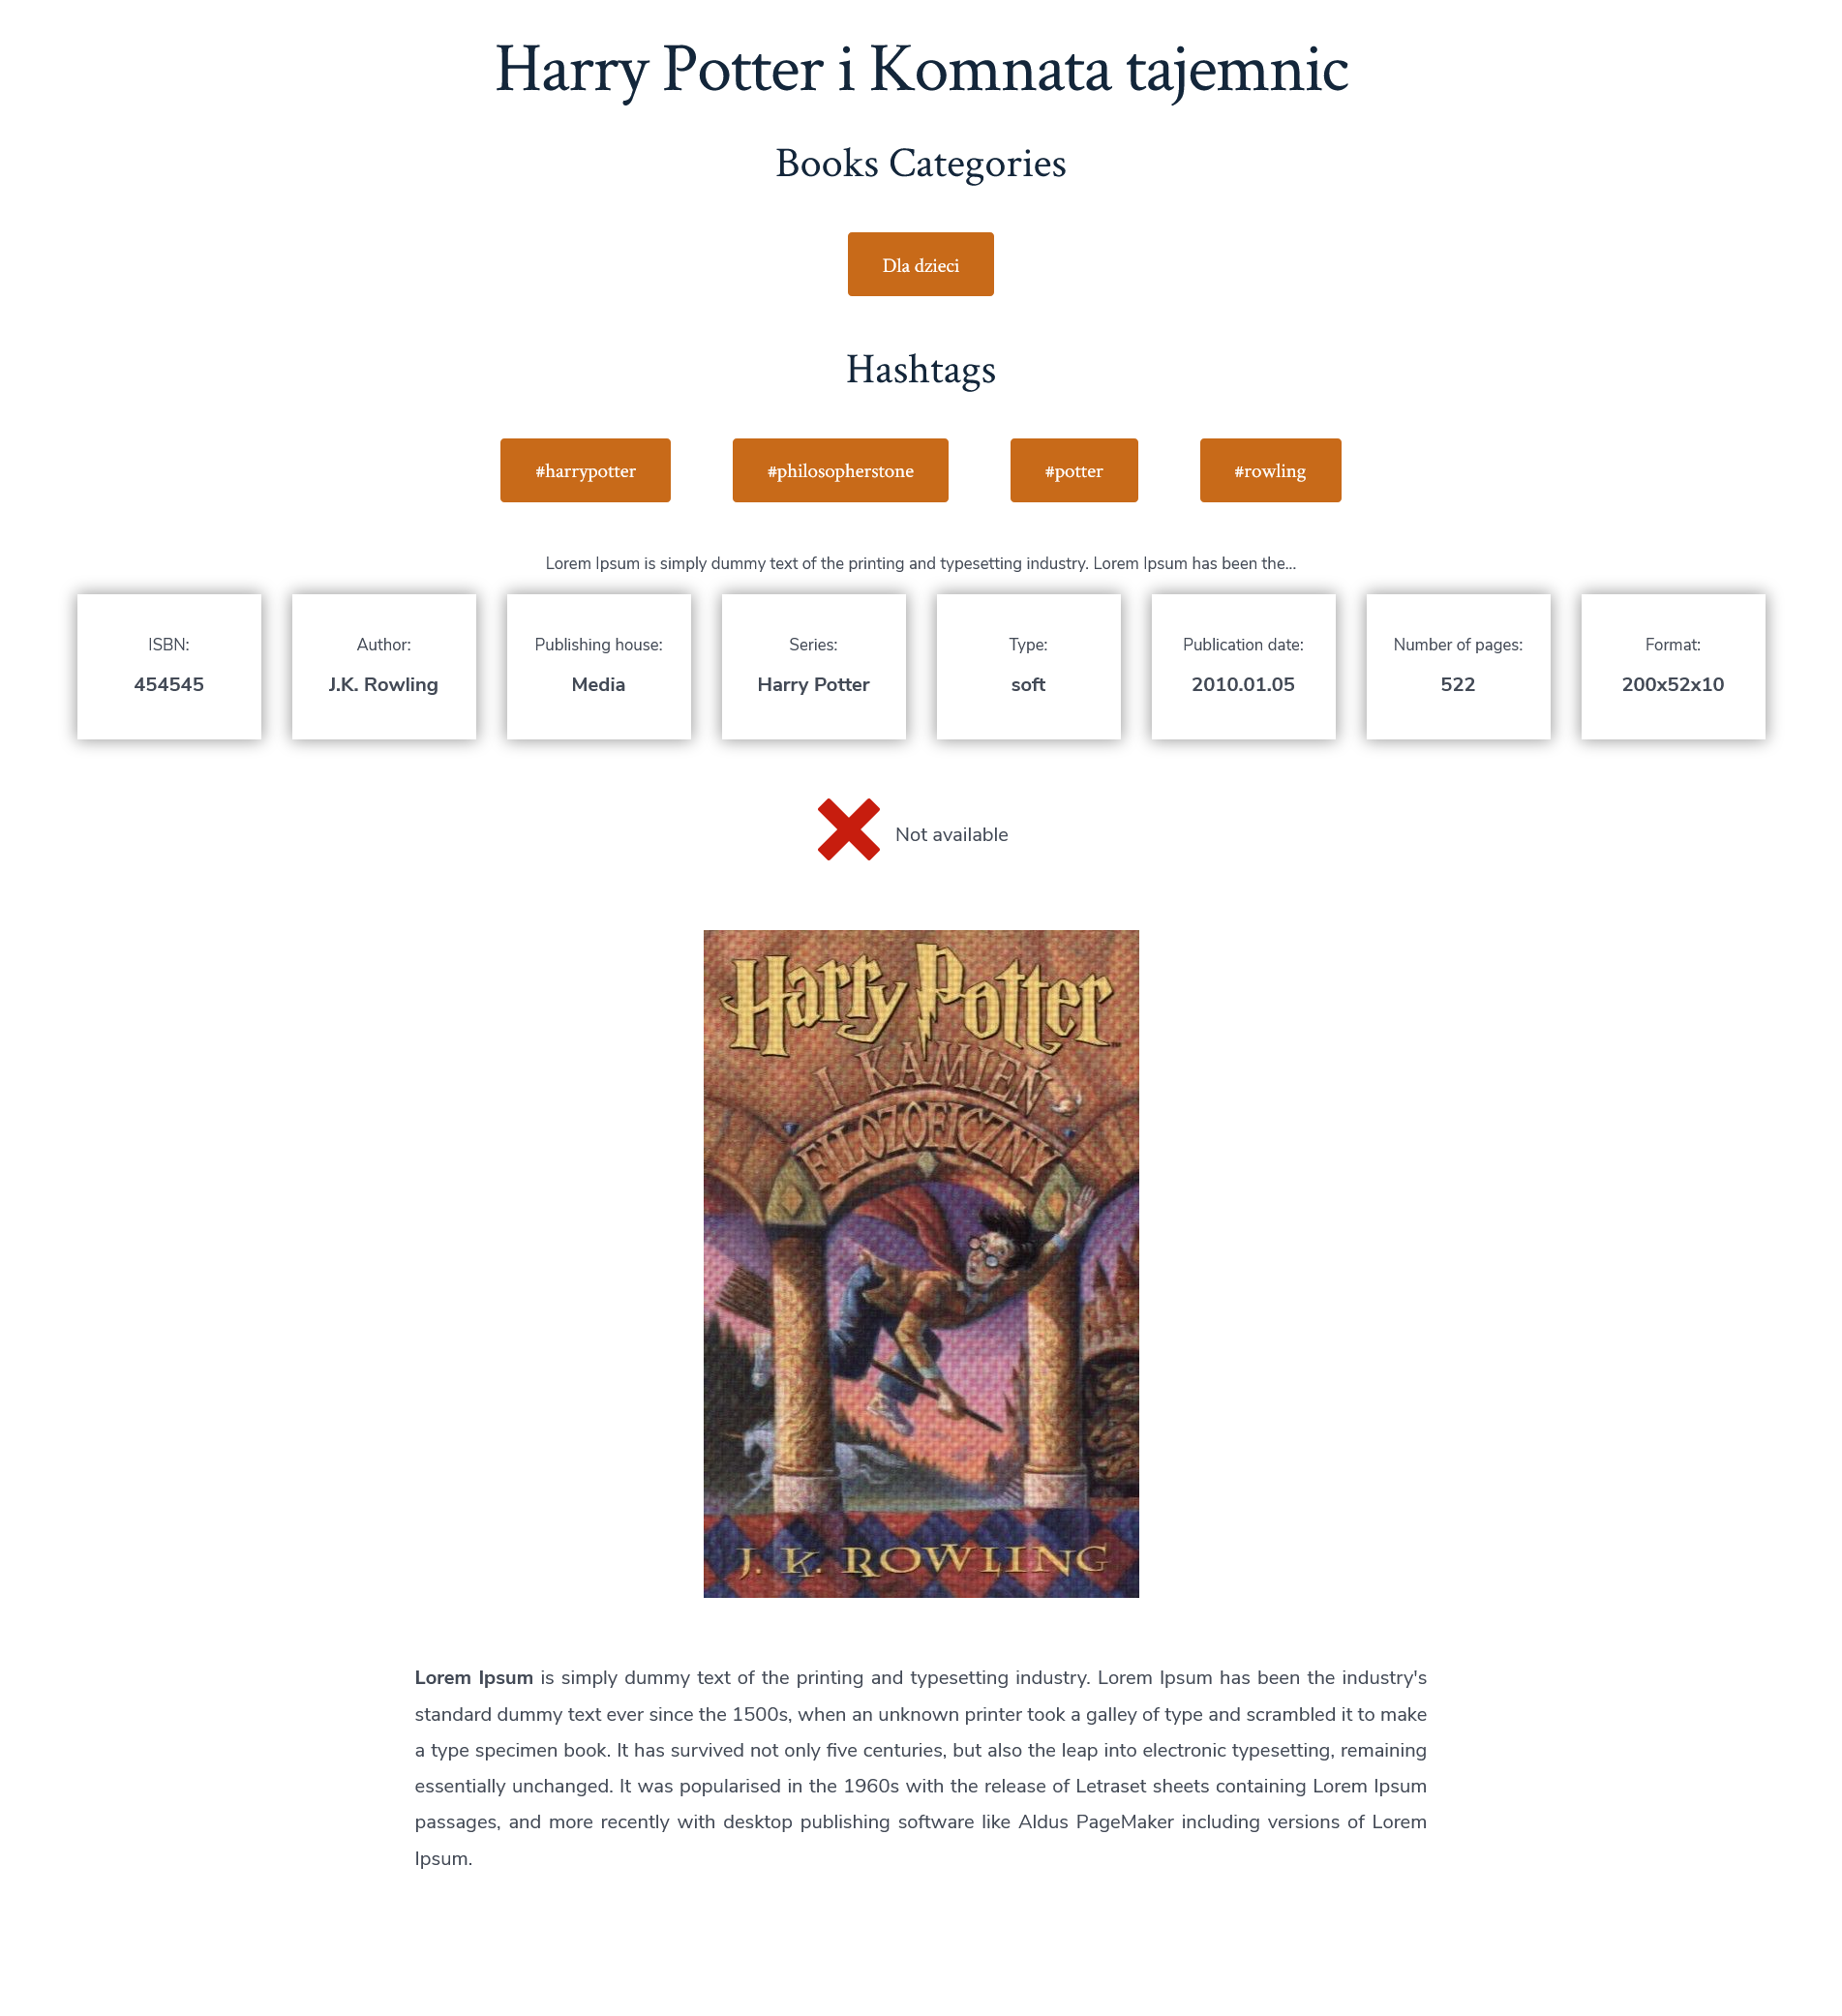 Harry Potter i Komnata tajemnic
Books Categories
Dla dzieci
Hashtags
#harrypotter #philosopherstone #potter #rowling
Lorem Ipsum is simply dummy text of the printing and typesetting industry. Lorem Ipsum has been the...
ISBN: Author: Publishing house: Series: Type: Publication date: Number of pages: Format:
454545 J.K. Rowling Media Harry Potter soft 2010.01.05 522 200x52x10
Not available
Harry Potter™
I KAMIEŃ
FILOZOFICZNY
J. K. ROWLING
Lorem Ipsum is simply dummy text of the printing and typesetting industry. Lorem Ipsum has been the industry's
standard dummy text ever since the 1500s, when an unknown printer took a galley of type and scrambled it to make
a type specimen book. It has survived not only five centuries, but also the leap into electronic typesetting, remaining
essentially unchanged. It was popularised in the 1960s with the release of Letraset sheets containing Lorem Ipsum
passages, and more recently with desktop publishing software like Aldus PageMaker including versions of Lorem
Ipsum.